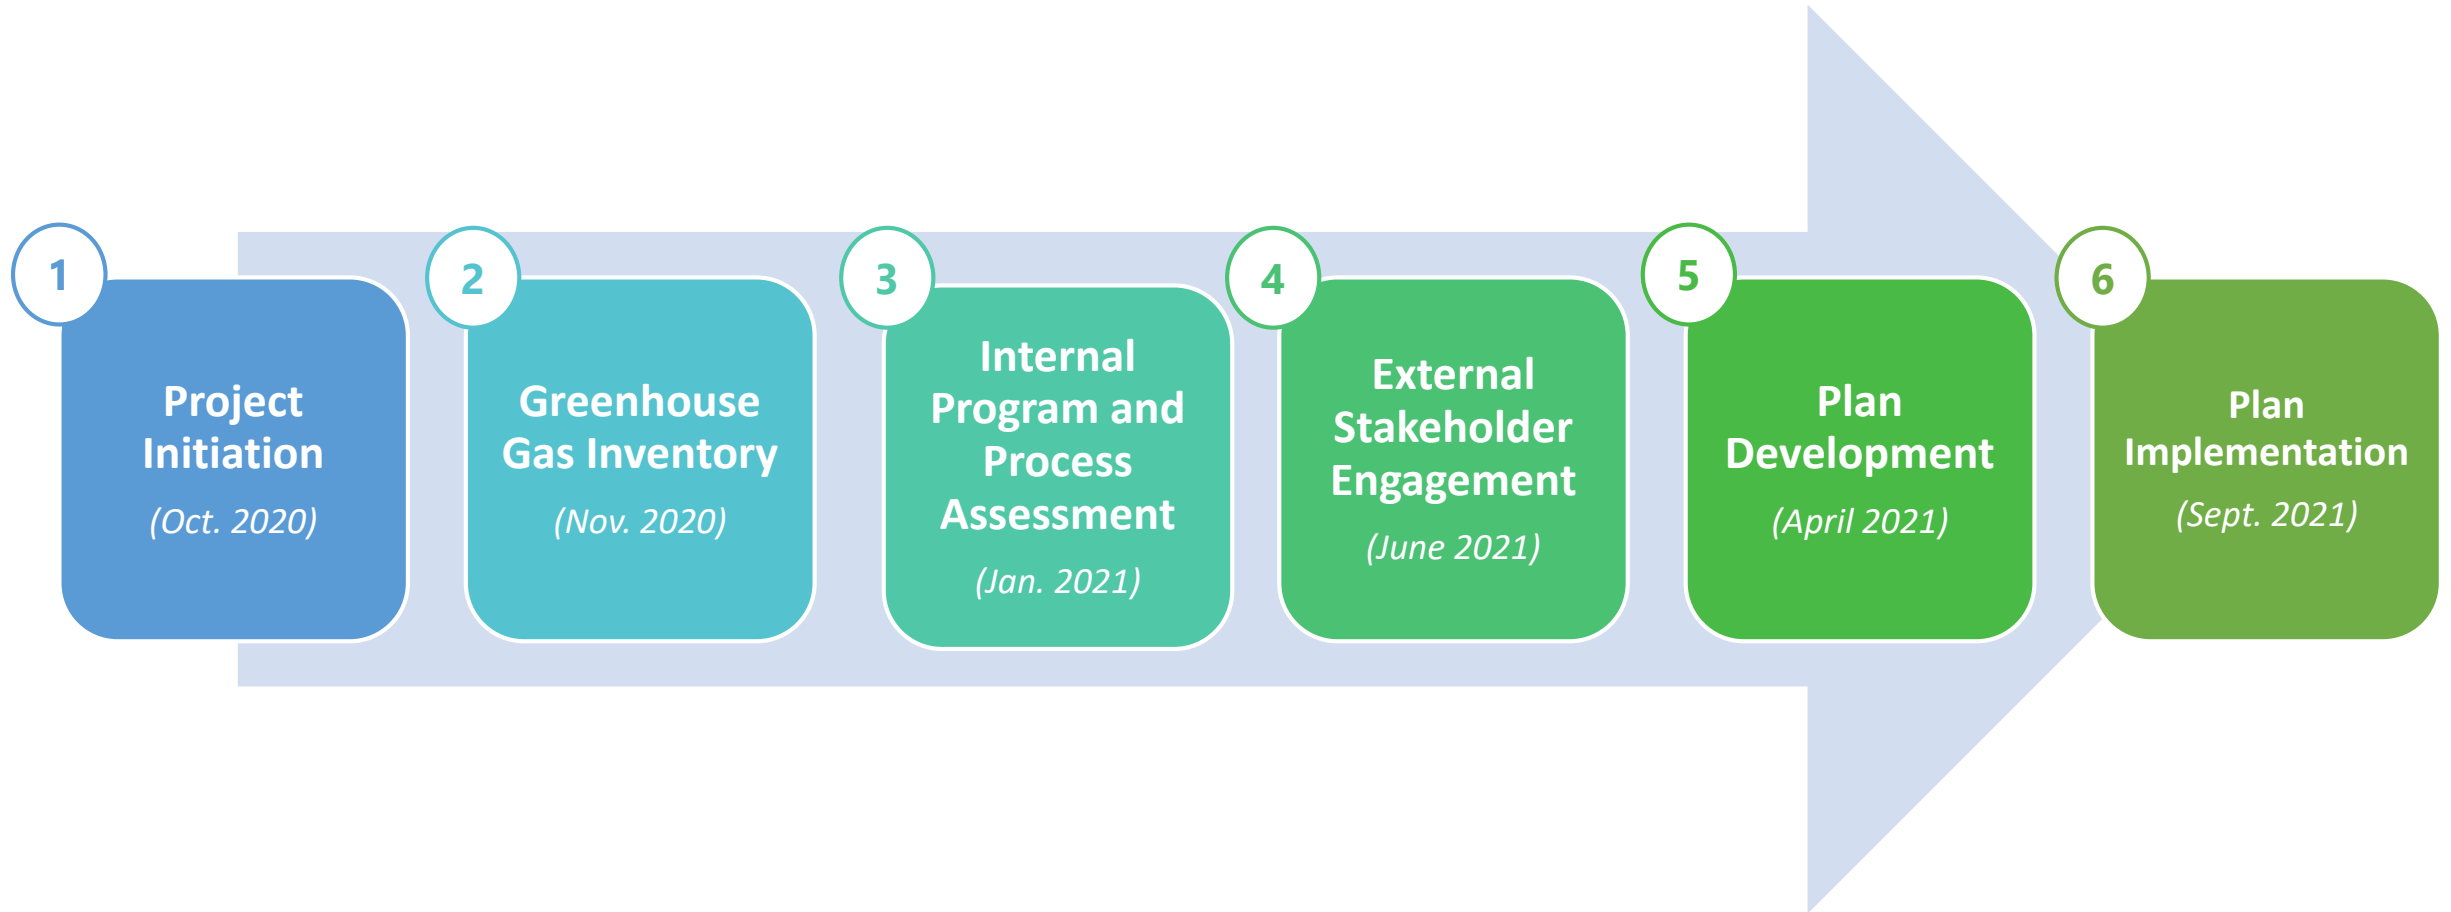 1
Project
Initiation
(Oct. 2020)
2
Greenhouse
Gas Inventory
(Nov. 2020)
3
Internal
Program and
Process
Assessment
(Jan. 2021)
4
External
Stakeholder
Engagement
(June 2021)
5
Plan
Development
(April 2021)
6
Plan
Implementation
(Sept. 2021)